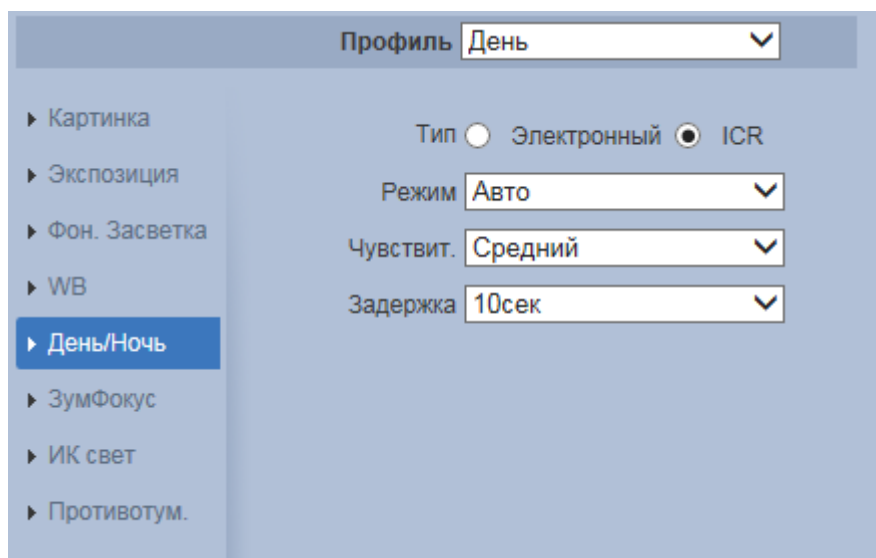 Профиль День
Картинка
Экспозиция
Фон. Засветка
WB
День/Ночь
ЗумФокус
ИК свет
Противотум.
Тип Электронный ICR
Режим Авто
Чувствит. Средний
Задержка 10сек